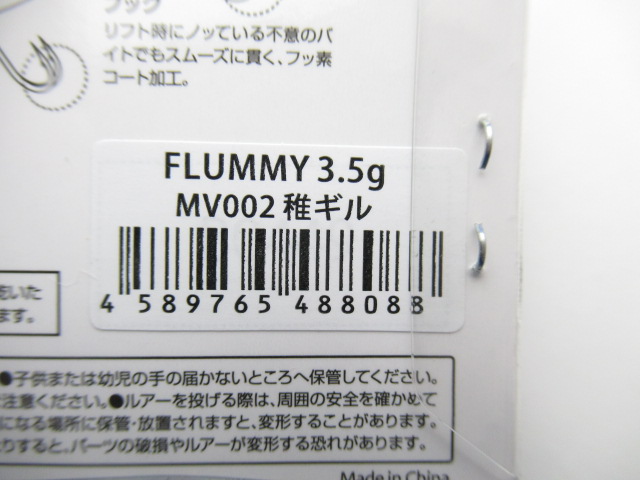 フック
リフト時にノッている不意のバ
イトでもスムーズに貫く、フッ素
コート加工。
FLUMMY 3.5g
MV002 稚ギル
4 589765 488088
いた
ます。
●子供または幼児の手の届かないところへ保管してください。
注意ください。●ルアーを投げる際は、周囲の安全を確かめて
になる場所に保管・放置されますと、変形することがあります。
りすると、パーツの破損やルアーが変形する恐れがあります。
Made in China